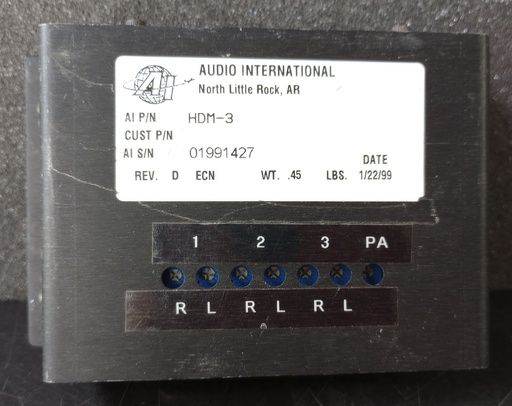 AI
AUDIO INTERNATIONAL
North Little Rock, AR
AI P/N HDM-3
CUST P/N
AI S/N 01991427
DATE
REV. D ECN WT. .45 LBS. 1/22/99
1 2 3 PA
R L R L R L